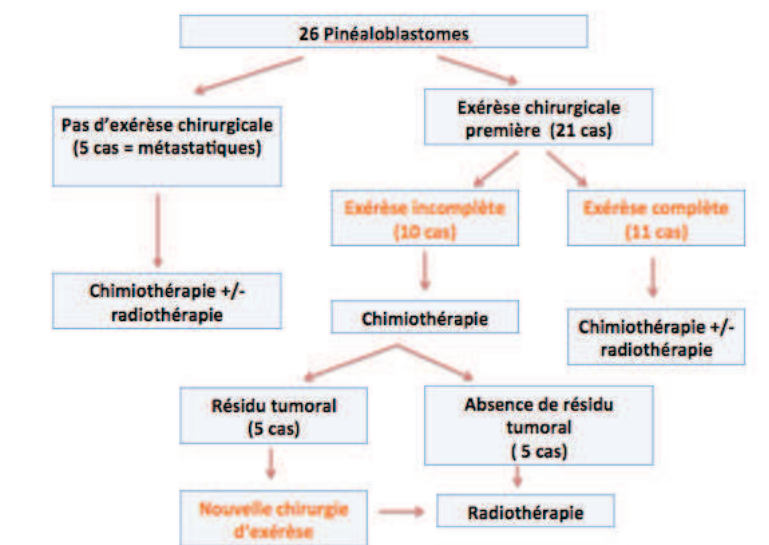 26 Pinéaloblastomes
Pas d'exérèse chirurgicale
(5 cas = métastatiques)
Exérèse chirurgicale
première (21 cas)
Exérèse incomplète
(10 cas)
Exérèse complète
(11 cas)
Chimiothérapie +/-
radiothérapie
Chimiothérapie
Chimiothérapie +/-
radiothérapie
Résidu tumoral
(5 cas)
Absence de résidu
tumoral
( 5 cas)
Nouvelle chirurgie
d'exérèse
Radiothérapie